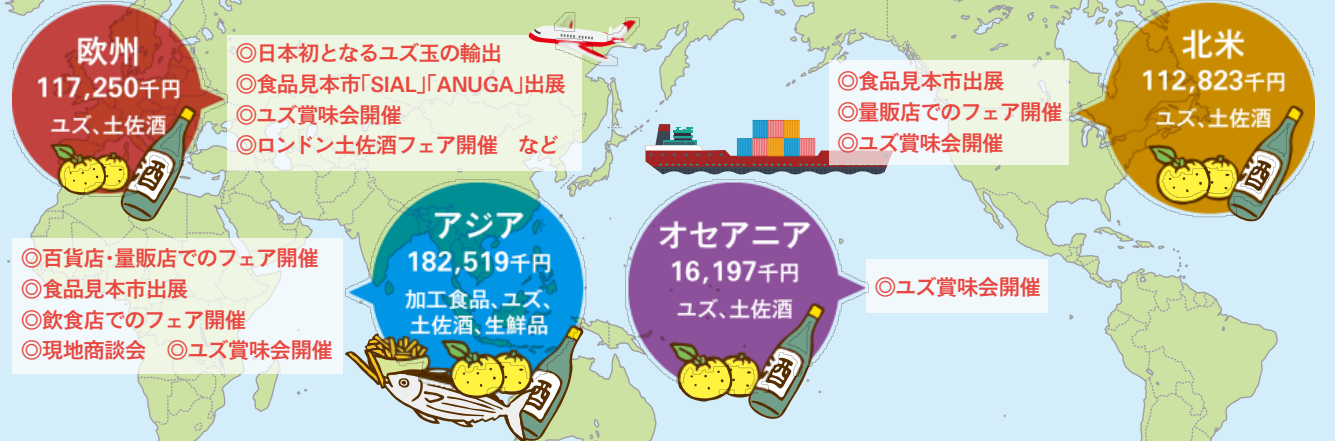 欧州
117,250千円
ユズ、土佐酒
酒
◎日本初となるユズ玉の輸出
◎食品見本市「SIAL」「ANUGA」出展
◎ユズ賞味会開催
◎ロンドン土佐酒フェア開催　など
◎食品見本市出展
◎量販店でのフェア開催
◎ユズ賞味会開催
北米
112,823千円
ユズ、土佐酒
酒
◎百貨店・量販店でのフェア開催
◎食品見本市出展
◎飲食店でのフェア開催
◎現地商談会　◎ユズ賞味会開催
アジア
182,519千円
加工食品、ユズ、
土佐酒、生鮮品
酒
オセアニア
16,197千円
ユズ、土佐酒
酒
◎ユズ賞味会開催